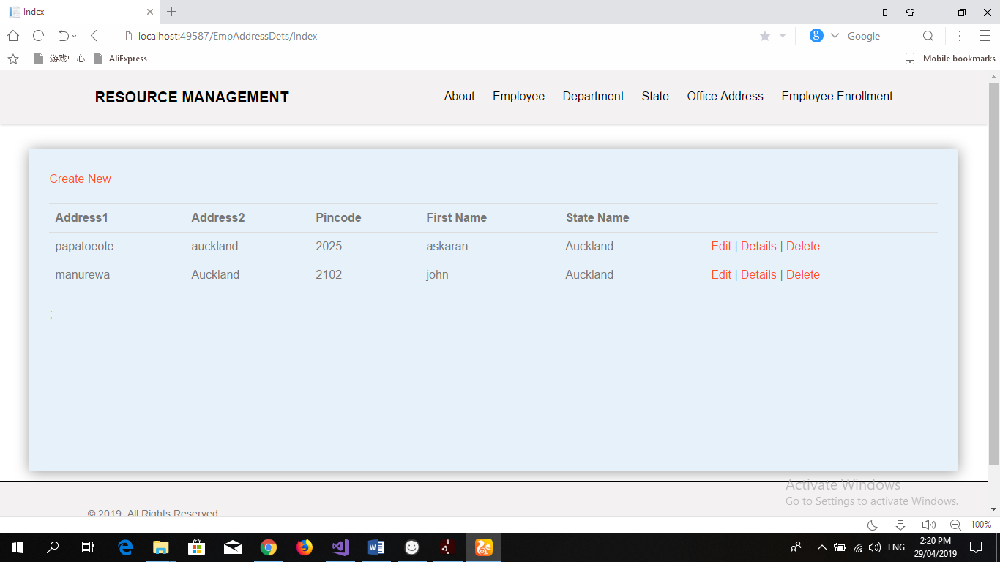 Index
localhost:49587/EmpAddressDets/Index
Google
游戏中心 AliExpress Mobile bookmarks
RESOURCE MANAGEMENT About Employee Department State Office Address Employee Enrollment
Create New
Address1 Address2 Pincode First Name State Name
papatoeote auckland 2025 askaran Auckland Edit | Details | Delete
manurewa Auckland 2102 john Auckland Edit | Details | Delete
;
Activate Windows
Go to Settings to activate Windows.
© 2019. All Rights Reserved
100%
ENG
2:20 PM
29/04/2019